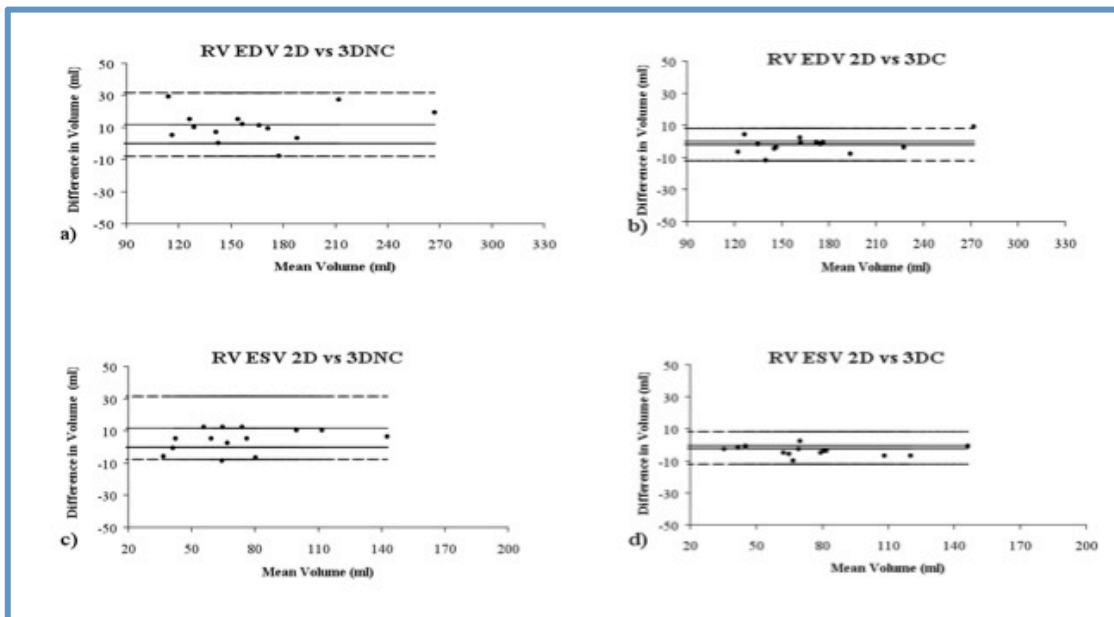 RV EDV 2D vs 3DNC
50
30
10
-10
-30
-50
Difference in Volume (ml)
a)
90 120 150 180 210 240 270 300 330
Mean Volume (ml)
RV EDV 2D vs 3DC
50
30
10
-10
-30
-50
Difference in Volume (ml)
b)
90 120 150 180 210 240 270 300 330
Mean Volume (ml)
RV ESV 2D vs 3DNC
50
30
10
-10
-30
-50
Difference in Volume (ml)
c)
20 50 80 110 140 170 200
Mean Volume (ml)
RV ESV 2D vs 3DC
50
30
10
-10
-30
-50
Difference in Volume (ml)
d)
20 50 80 110 140 170 200
Mean Volume (ml)